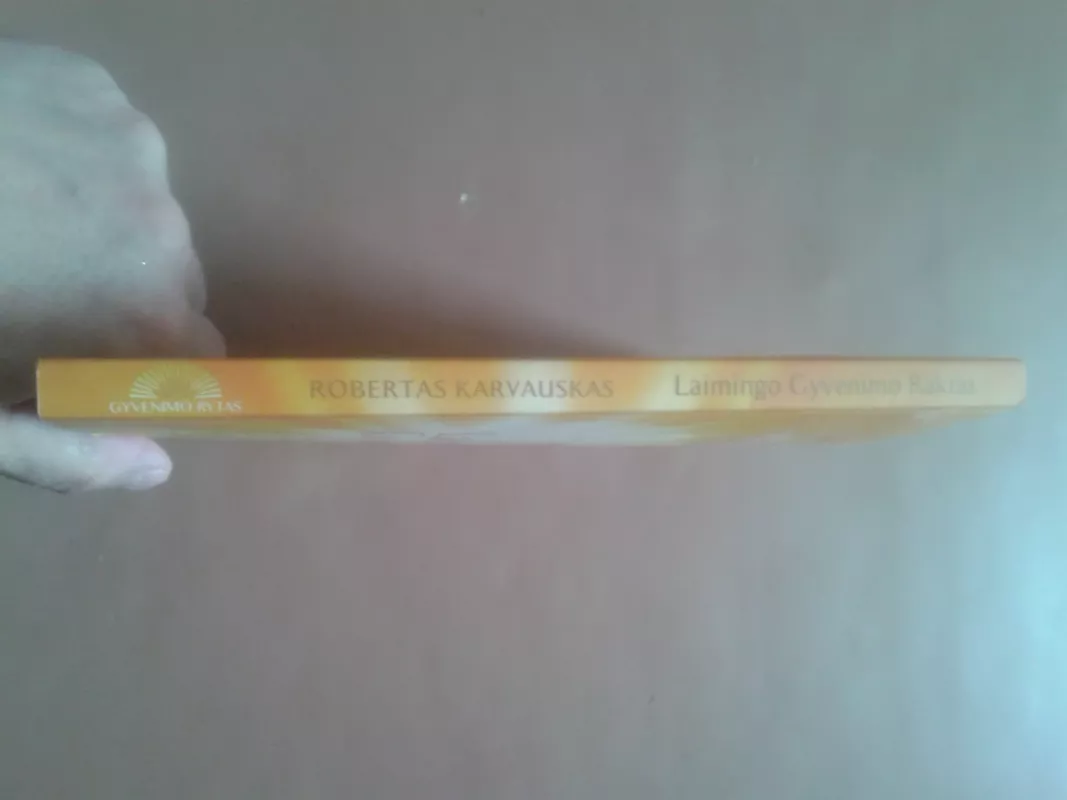 GYVENIMO RYTAS
ROBERTAS KARVAUSKAS
Laimingo Gyvenimo Raktai